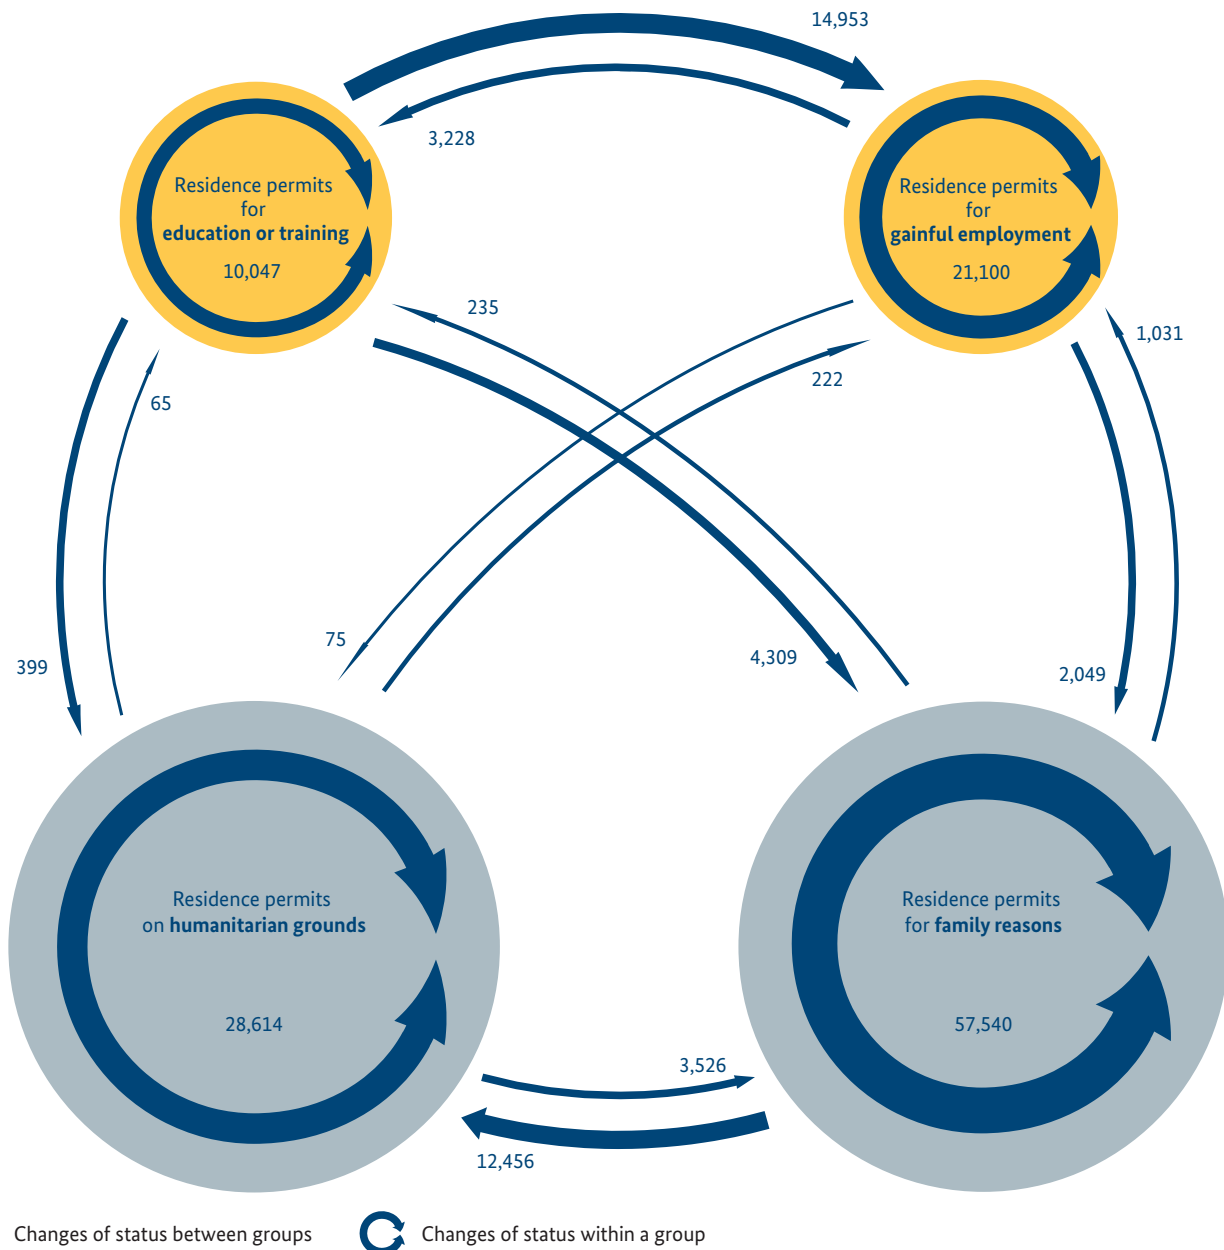 14,953
3,228
Residence permits
for
education or training
10,047
Residence permits
for
gainful employment
21,100
235
222
1,031
65
75
399
4,309
2,049
Residence permits
on humanitarian grounds
28,614
Residence permits
for family reasons
57,540
3,526
12,456
Changes of status between groups
Changes of status within a group